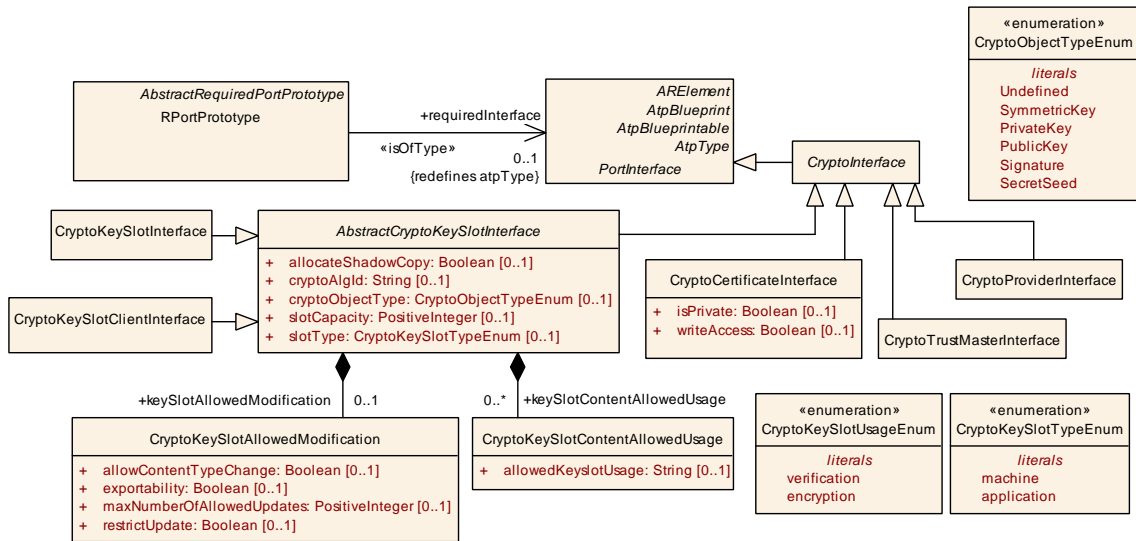 «enumeration»
CryptoObjectTypeEnum
literals
Undefined
SymmetricKey
PrivateKey
PublicKey
Signature
SecretSeed
AbstractRequiredPortPrototype
RPortPrototype
+requiredInterface
«isOfType»
0..1
{redefines atpType}
ARElement
AtpBlueprint
AtpBlueprintable
AtpType
PortInterface
CryptoInterface
CryptoKeySlotInterface
CryptoKeySlotClientInterface
AbstractCryptoKeySlotInterface
+ allocateShadowCopy: Boolean [0..1]
+ cryptoAlgId: String [0..1]
+ cryptoObjectType: CryptoObjectTypeEnum [0..1]
+ slotCapacity: PositiveInteger [0..1]
+ slotType: CryptoKeySlotTypeEnum [0..1]
CryptoCertificateInterface
+ isPrivate: Boolean [0..1]
+ writeAccess: Boolean [0..1]
CryptoProviderInterface
CryptoTrustMasterInterface
+keySlotAllowedModification 0..1
0..* +keySlotContentAllowedUsage
CryptoKeySlotAllowedModification
+ allowContentTypeChange: Boolean [0..1]
+ exportability: Boolean [0..1]
+ maxNumberOfAllowedUpdates: PositiveInteger [0..1]
+ restrictUpdate: Boolean [0..1]
CryptoKeySlotContentAllowedUsage
+ allowedKeyslotUsage: String [0..1]
«enumeration»
CryptoKeySlotUsageEnum
literals
verification
encryption
«enumeration»
CryptoKeySlotTypeEnum
literals
machine
application